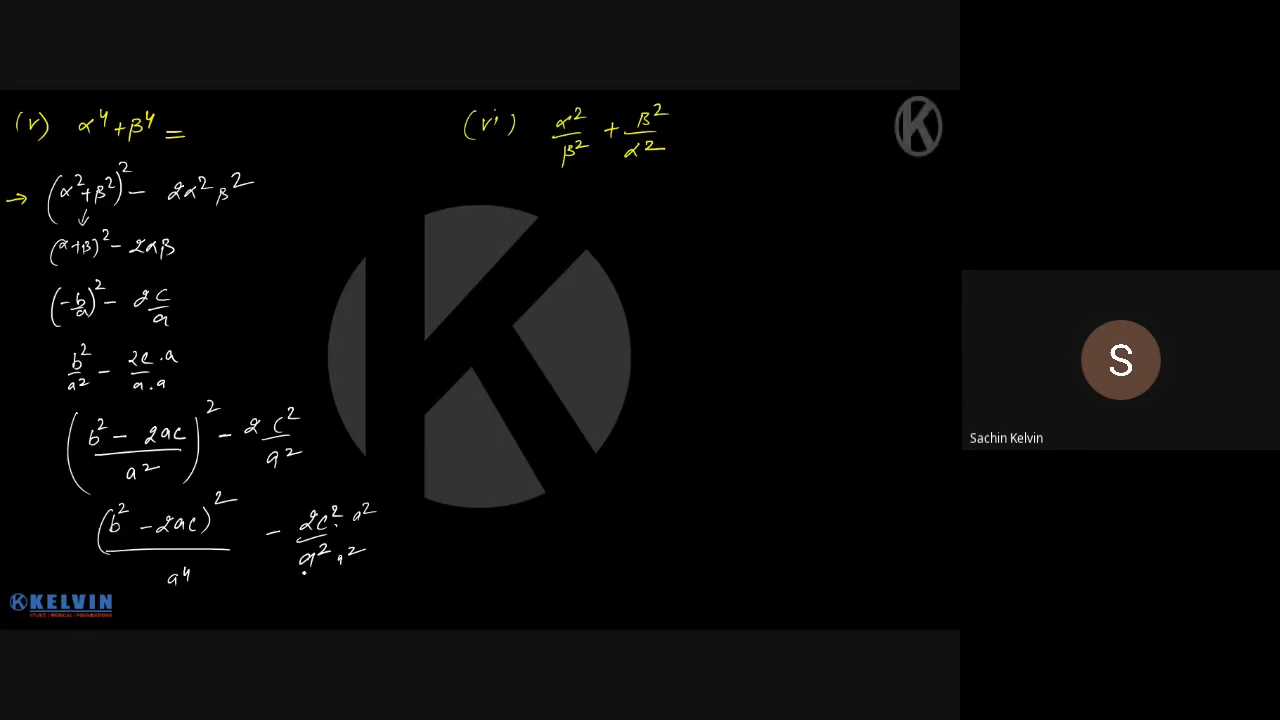 (v) α⁴ + β⁴ =
→ (α² + β²)² - 2α²β²
↓
(α+β)² - 2αβ
(-b/a)² - 2c/a
b²/a² - 2c.a/a.a
((b² - 2ac)/a²)² - 2c²/a²
(b² - 2ac)²/a⁴ - 2c².a²/a² a²
(vi) α²/β² + β²/α²
K
KELVIN
S
Sachin Kelvin